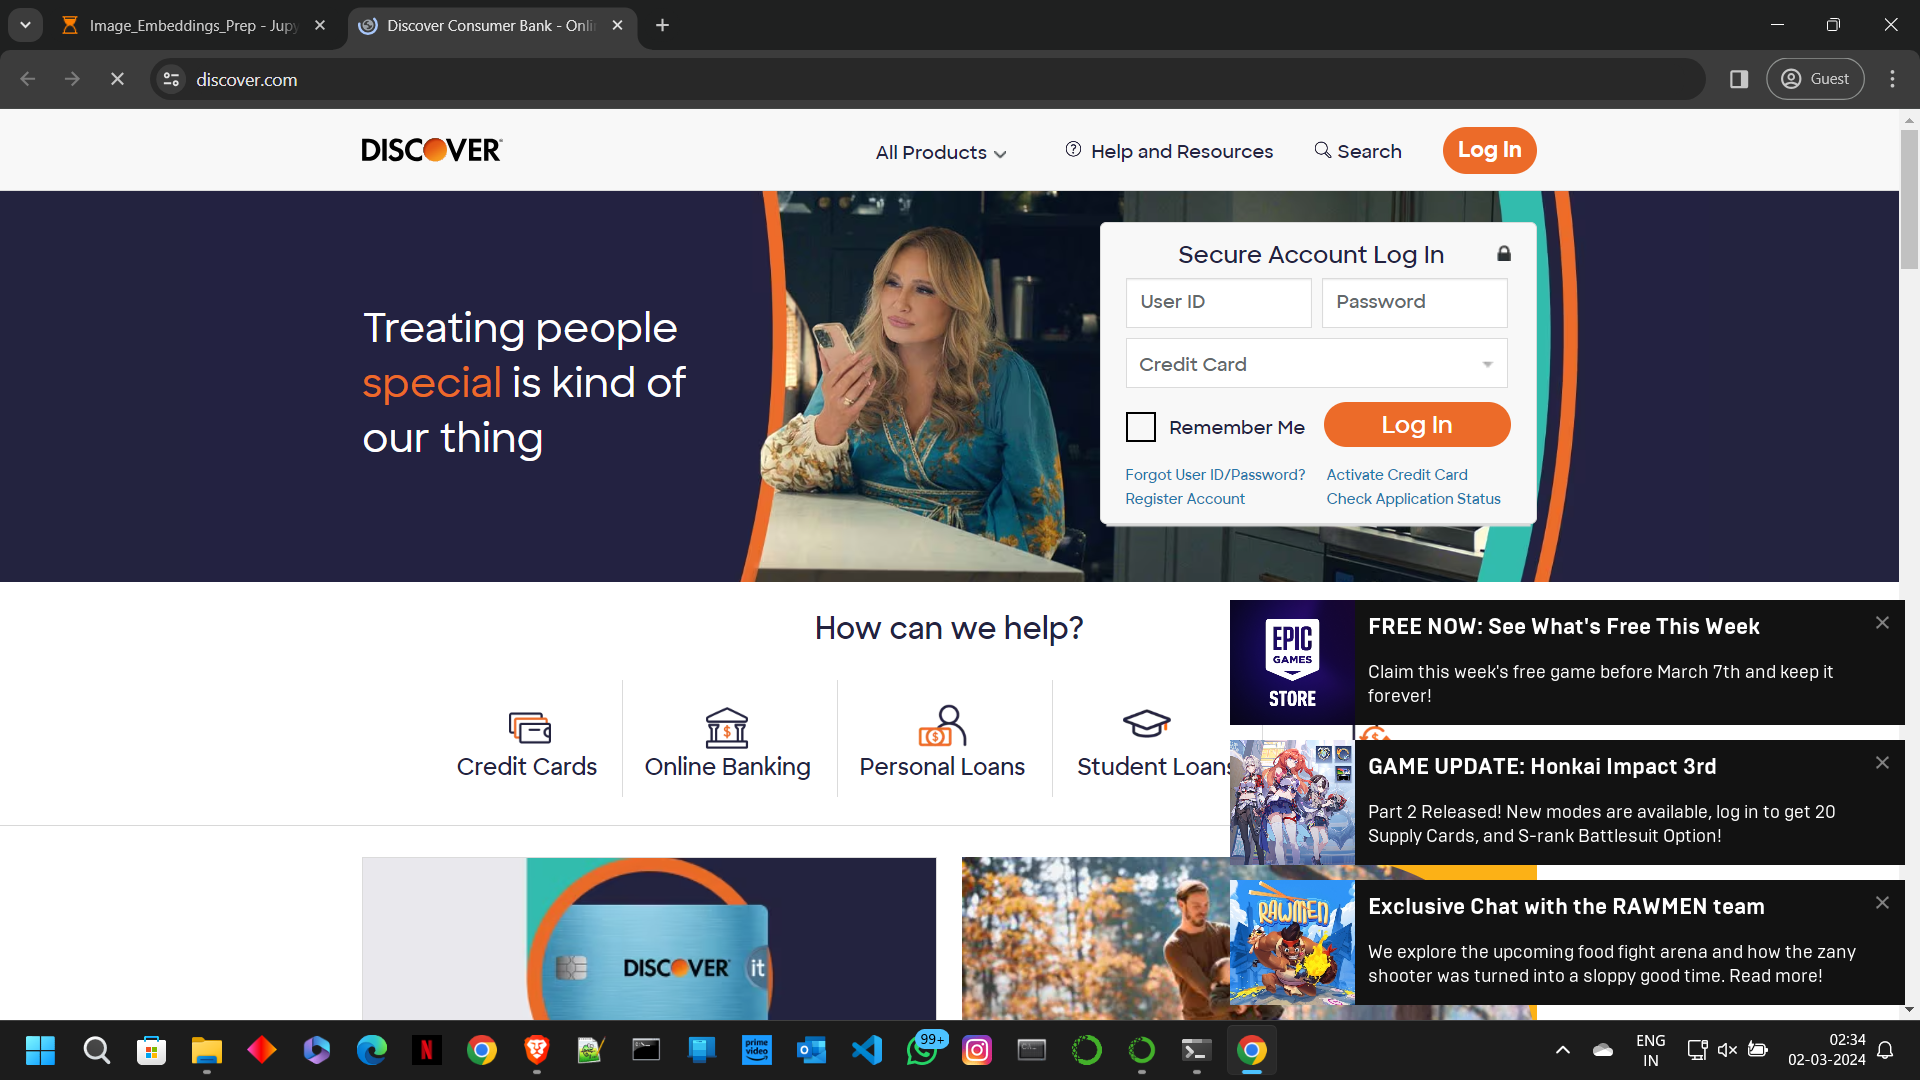 Image_Embeddings_Prep - Jupy
Discover Consumer Bank - Onli
discover.com
Guest
DISCOVER
All Products
Help and Resources
Search
Log In
Treating people
special is kind of
our thing
Secure Account Log In
User ID
Password
Credit Card
Remember Me
Log In
Forgot User ID/Password?
Activate Credit Card
Register Account
Check Application Status
How can we help?
Credit Cards
Online Banking
Personal Loans
Student Loans
DISCOVER it
EPIC
GAMES
STORE
FREE NOW: See What's Free This Week
Claim this week's free game before March 7th and keep it
forever!
GAME UPDATE: Honkai Impact 3rd
Part 2 Released! New modes are available, log in to get 20
Supply Cards, and S-rank Battlesuit Option!
RAWMEN
Exclusive Chat with the RAWMEN team
We explore the upcoming food fight arena and how the zany
shooter was turned into a sloppy good time. Read more!
prime
video
99+
ENG
IN
02:34
02-03-2024